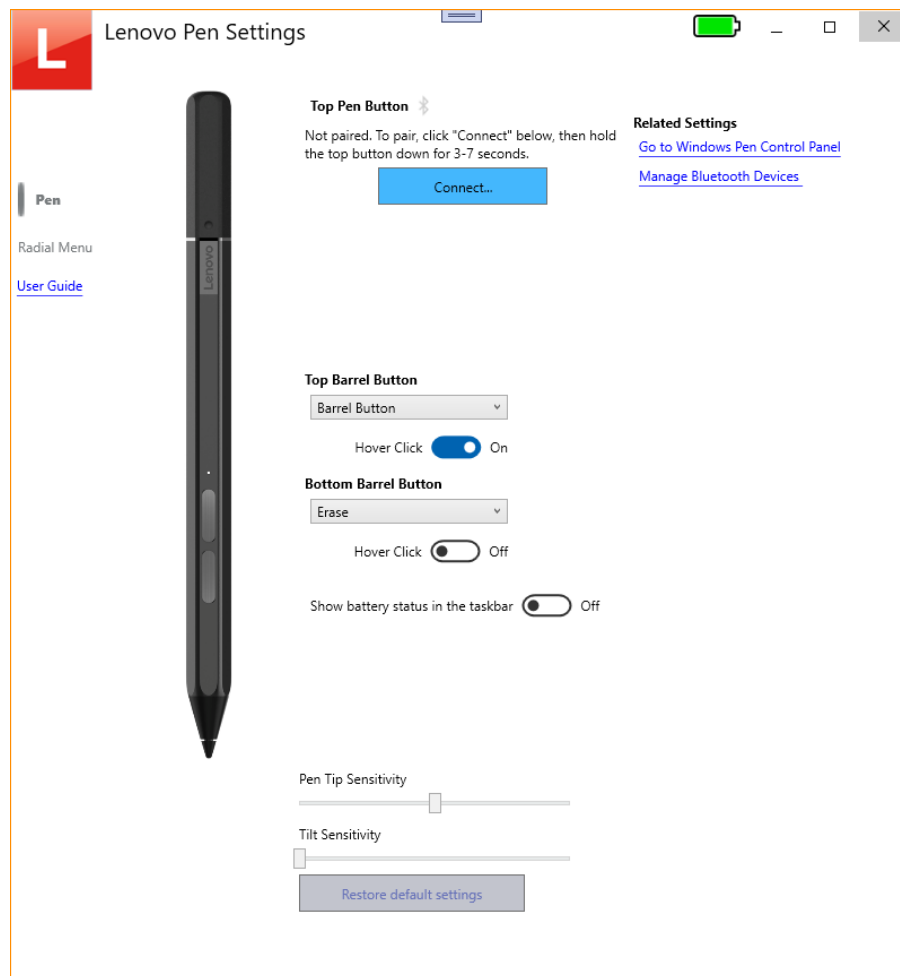 L
Lenovo Pen Settings
Top Pen Button
Not paired. To pair, click "Connect" below, then hold
the top button down for 3-7 seconds.
Connect...
Related Settings
Go to Windows Pen Control Panel
Manage Bluetooth Devices
Pen
Radial Menu
User Guide
Lenovo
Top Barrel Button
Barrel Button
Hover Click On
Bottom Barrel Button
Erase
Hover Click Off
Show battery status in the taskbar Off
Pen Tip Sensitivity
Tilt Sensitivity
Restore default settings